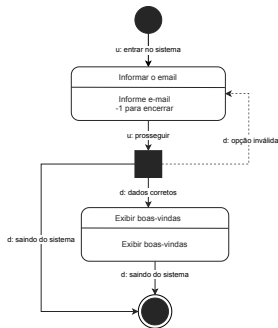 u: entrar no sistema
Informar o email
Informe e-mail
-1 para encerrar
u: prosseguir
d: opção inválida
d: dados corretos
Exibir boas-vindas
d: saindo do sistema
Exibir boas-vindas
d: saindo do sistema